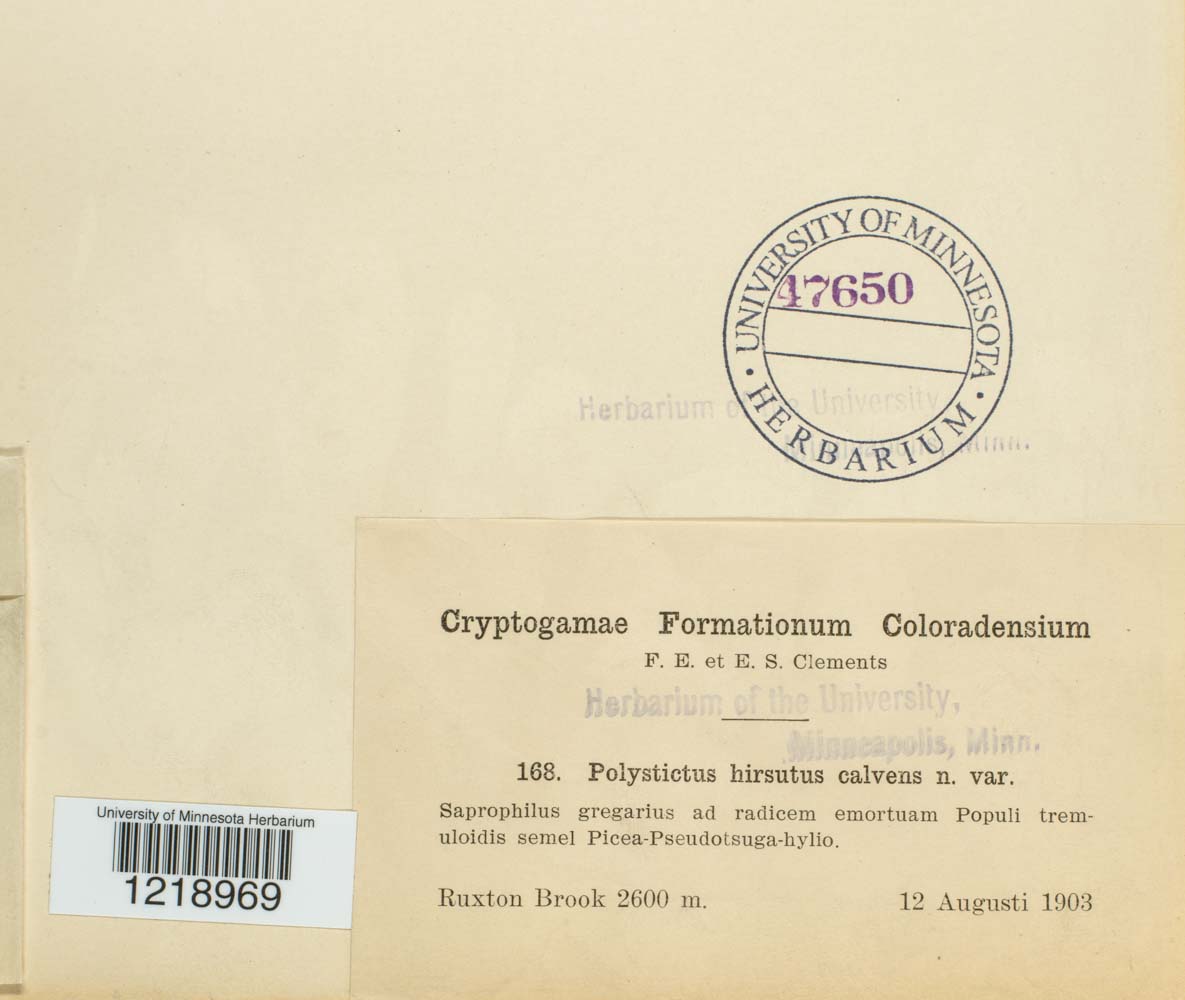 UNIVERSITY OF MINNESOTA
47650
• HERBARIUM •
Herbarium of the University
Minneapolis, Minn.
Cryptogamae Formationum Coloradensium
F. E. et E. S. Clements
Herbarium of the University,
Minneapolis, Minn.
168. Polystictus hirsutus calvens n. var.
Saprophilus gregarius ad radicem emortuam Populi trem-
uloidis semel Picea-Pseudotsuga-hylio.
Ruxton Brook 2600 m. 12 Augusti 1903
University of Minnesota Herbarium
1218969